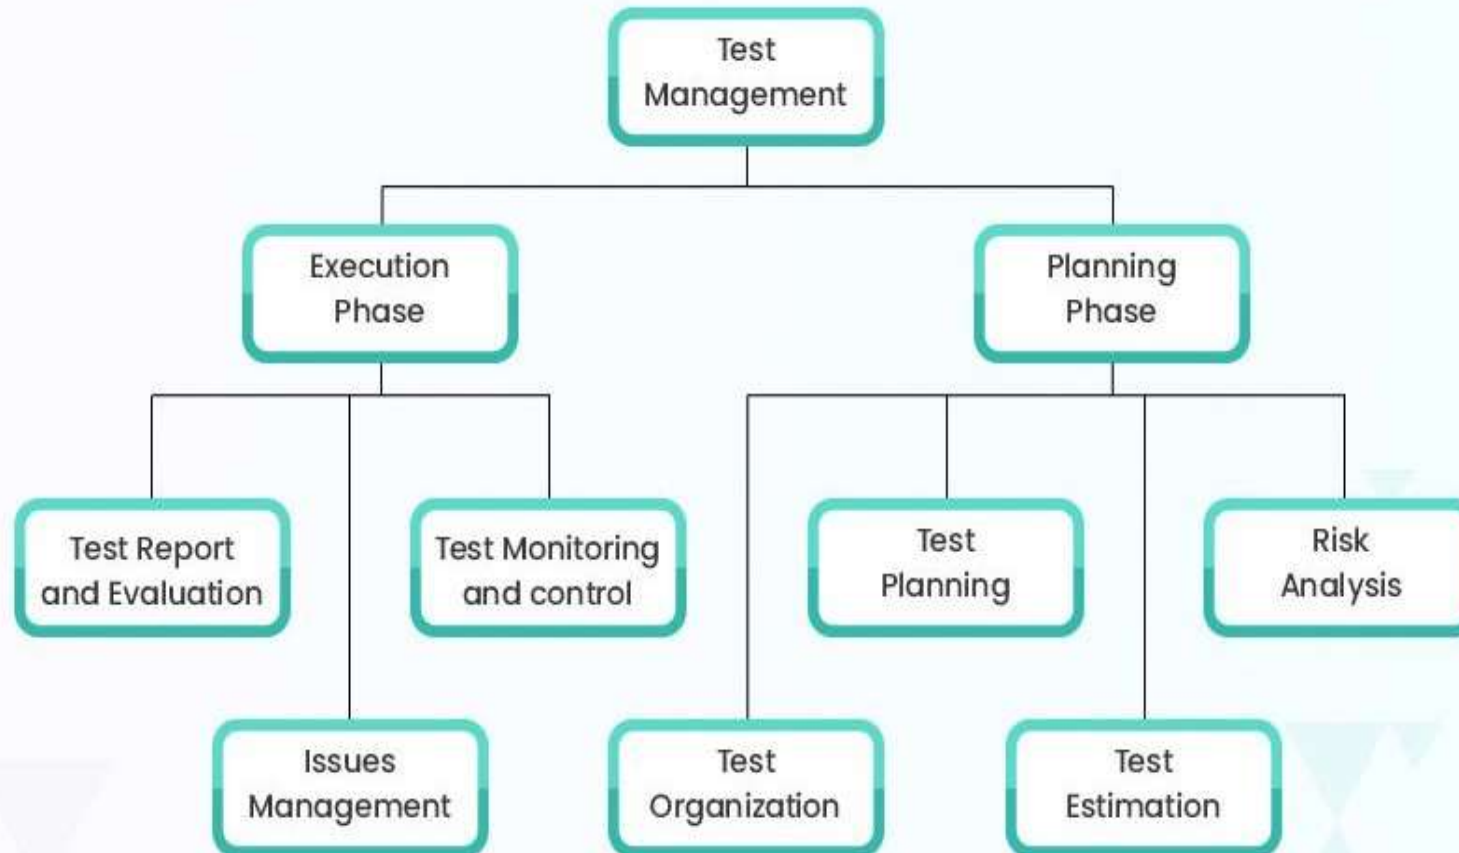 Test
Management
Execution
Phase
Planning
Phase
Test Report
and Evaluation
Test Monitoring
and control
Test
Planning
Risk
Analysis
Issues
Management
Test
Organization
Test
Estimation